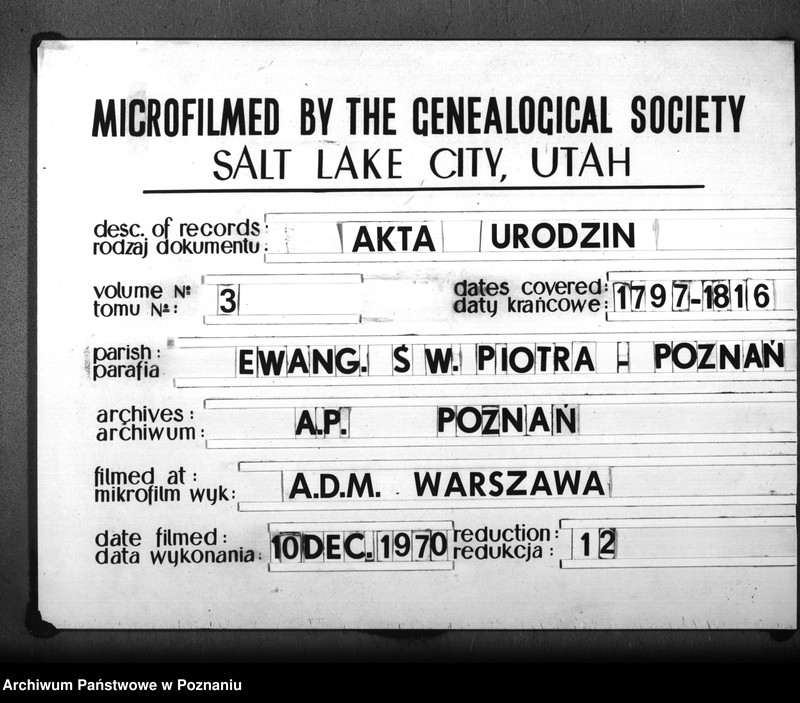 MICROFILMED BY THE GENEALOGICAL SOCIETY
SALT LAKE CITY, UTAH
desc. of records: AKTA URODZIN
rodzaj dokumentu:
volume №: 3 dates covered: 1797-1816
tomu №: daty krańcowe:
parish: EWANG. ŚW. PIOTRA - POZNAŃ
parafia
archives: A.P. POZNAŃ
archiwum:
filmed at: A.D.M. WARSZAWA
mikrofilm wyk:
date filmed: 10 DEC. 1970 reduction: 12
data wykonania: redukcja:
Archiwum Państwowe w Poznaniu